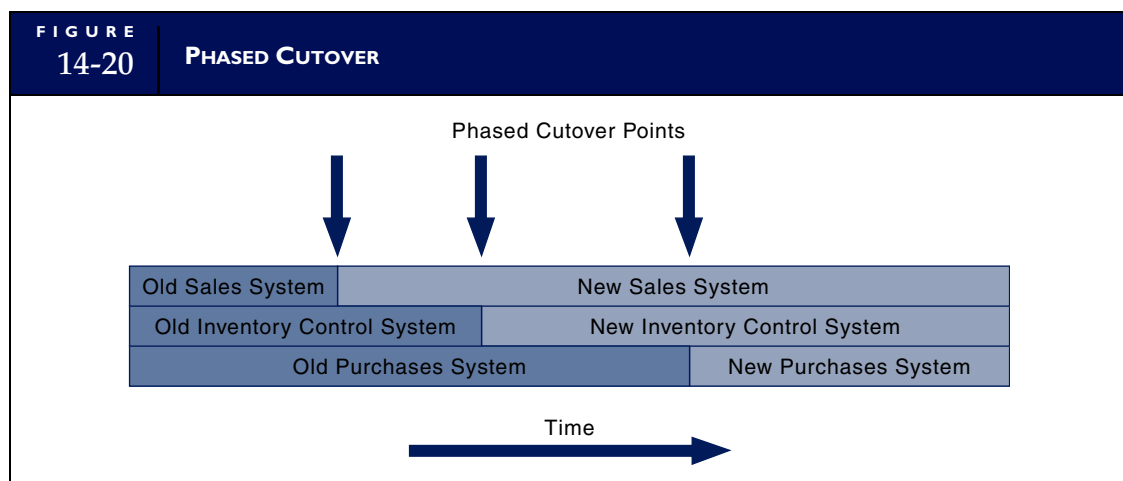 FIGURE
14-20
PHASED CUTOVER
Phased Cutover Points
Old Sales System
New Sales System
Old Inventory Control System
New Inventory Control System
Old Purchases System
New Purchases System
Time